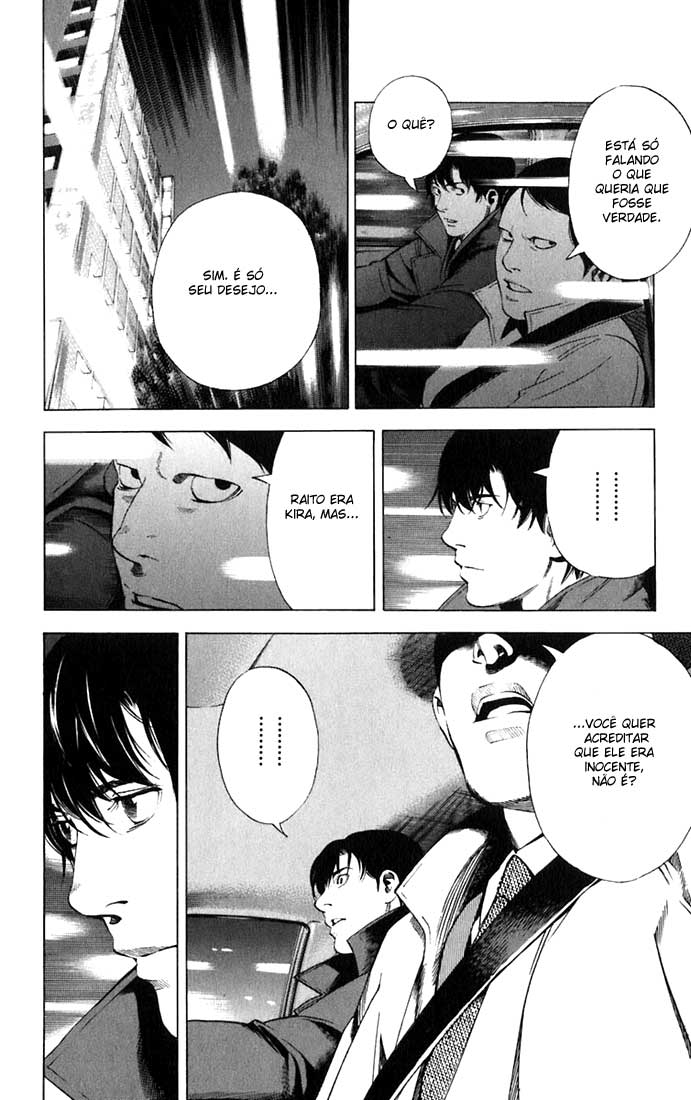 ESTÁ SÓ
FALANDO
O QUE
QUERIA QUE
FOSSE
VERDADE.
O QUÊ?
SIM. É SÓ
SEU DESEJO...
......
RAITO ERA
KIRA, MAS...
...VOCÊ QUER
ACREDITAR
QUE ELE ERA
INOCENTE,
NÃO É?
......